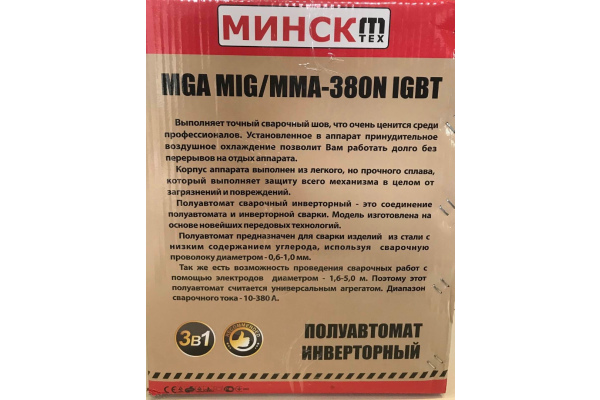 МИНСК m
TEX
MGA MIG/MMA-380N IGBT
Выполняет точный сварочный шов, что очень ценится среди
профессионалов. Установленное в аппарат принудительное
воздушное охлаждение позволит Вам работать долго без
перерывов на отдых аппарата.
Корпус аппарата выполнен из легкого, но прочного сплава,
который выполняет защиту всего механизма в целом от
загрязнений и повреждений.
Полуавтомат сварочный инверторный - это соединение
полуавтомата и инверторной сварки. Модель изготовлена на
основе новейших передовых технологий.
Полуавтомат предназначен для сварки изделий из стали с
низким содержанием углерода, используя сварочную
проволоку диаметром - 0,6-1,0 мм.
Так же есть возможность проведения сварочных работ с
помощью электродов диаметром - 1,6-5,0 м. Поэтому этот
полуавтомат считается универсальным агрегатом. Диапазон
сварочного тока - 10-380 А.
3в1
ПОЛУАВТОМАТ
ИНВЕРТОРНЫЙ
CE